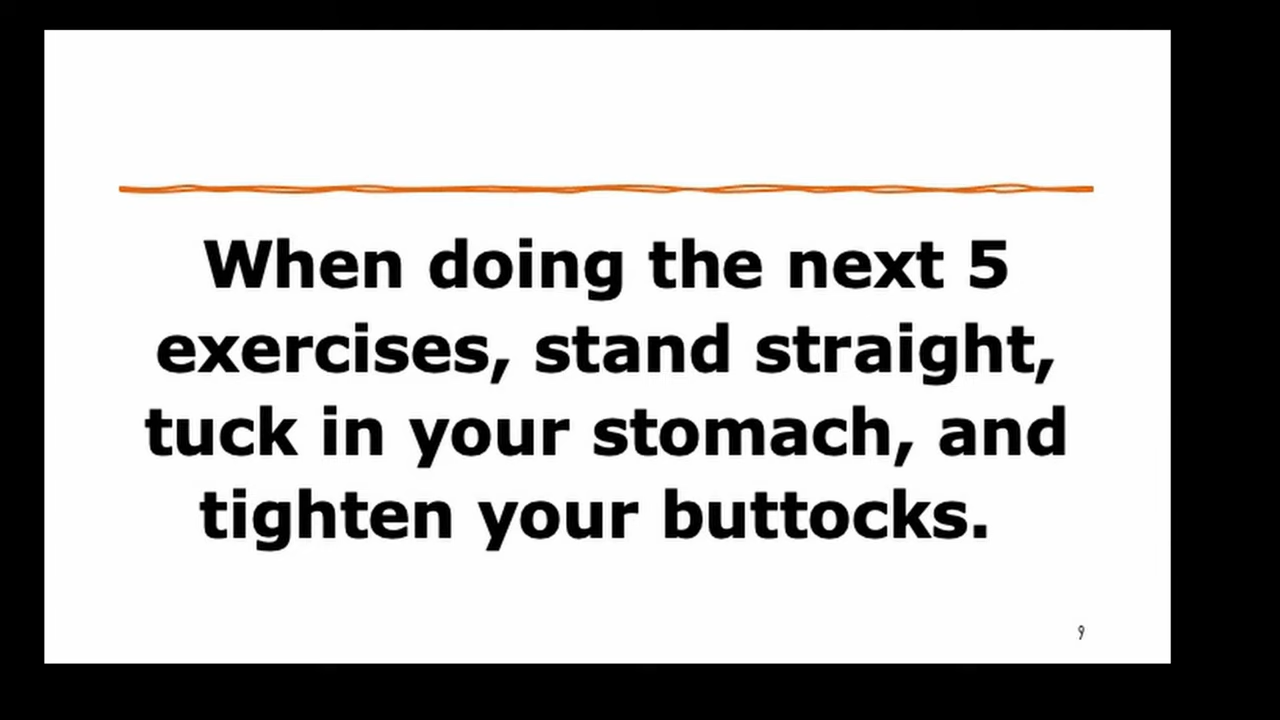 When doing the next 5
exercises, stand straight,
tuck in your stomach, and
tighten your buttocks.
9